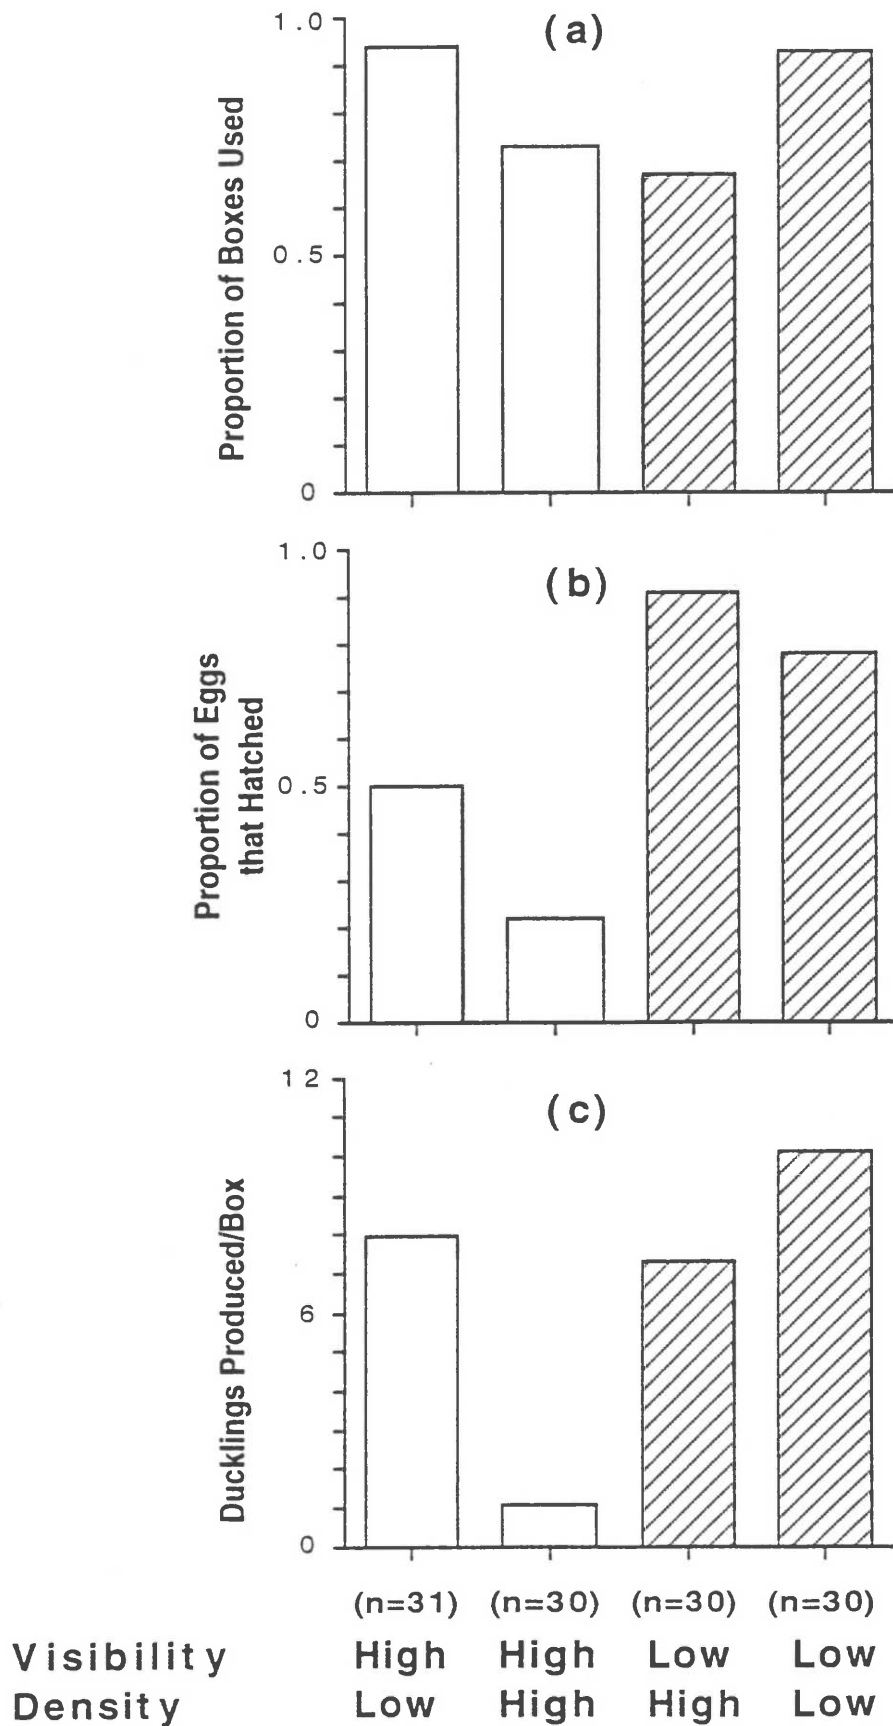 (a)
1.0
0.5
0
Proportion of Boxes Used
(b)
1.0
0.5
0
Proportion of Eggs
that Hatched
(c)
12
6
0
Ducklings Produced/Box
(n=31) (n=30) (n=30) (n=30)
Visibility High High Low Low
Density Low High High Low